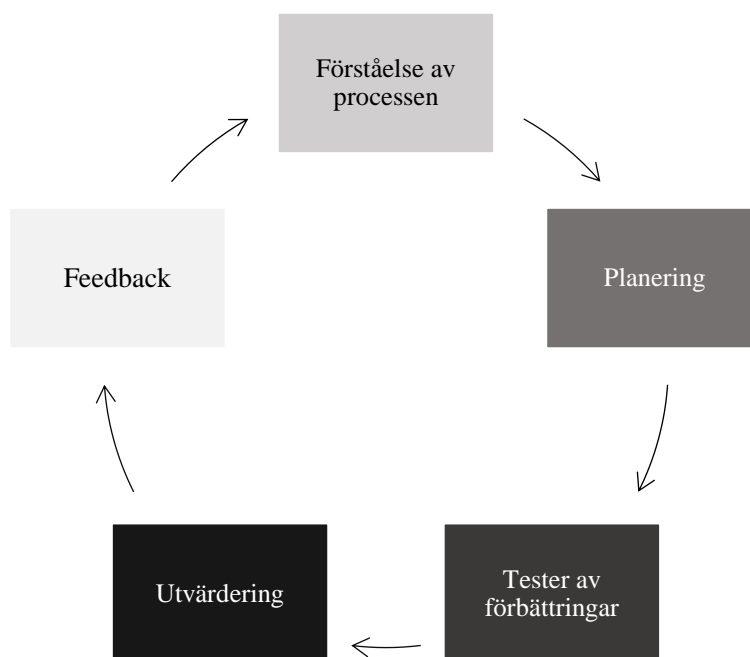 Förståelse av
processen
Planering
Tester av
förbättringar
Utvärdering
Feedback